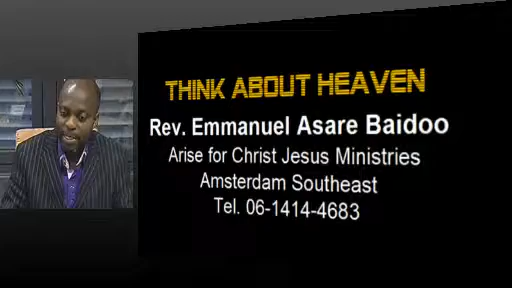 THINK ABOUT HEAVEN
Rev. Emmanuel Asare Baidoo
Arise for Christ Jesus Ministries
Amsterdam Southeast
Tel. 06-1414-4683